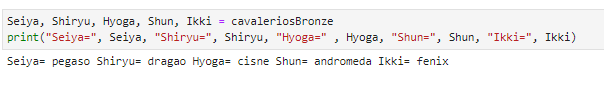 Seiya, Shiryu, Hyoga, Shun, Ikki = cavaleriosBronze
print("Seiya=", Seiya, "Shiryu=", Shiryu, "Hyoga=" , Hyoga, "Shun=", Shun, "Ikki=", Ikki)
Seiya= pegaso Shiryu= dragao Hyoga= cisne Shun= andromeda Ikki= fenix